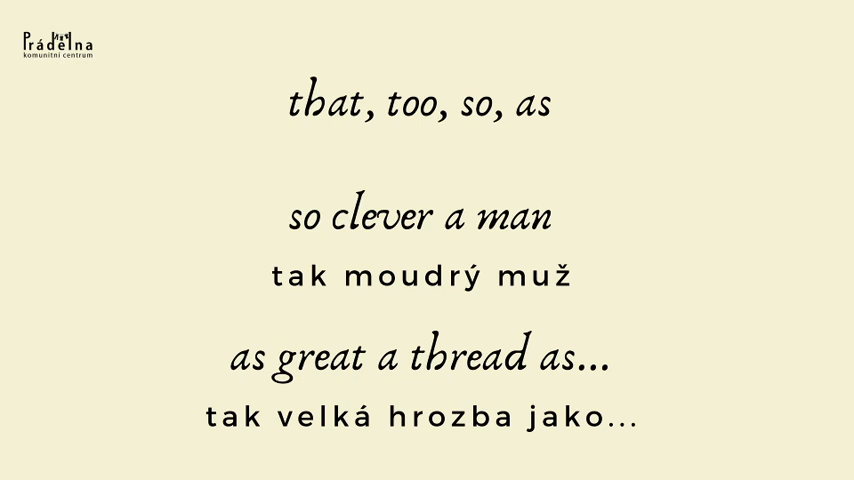 Prádelna
komunitní centrum
that, too, so, as
so clever a man
tak moudrý muž
as great a thread as...
tak velká hrozba jako...